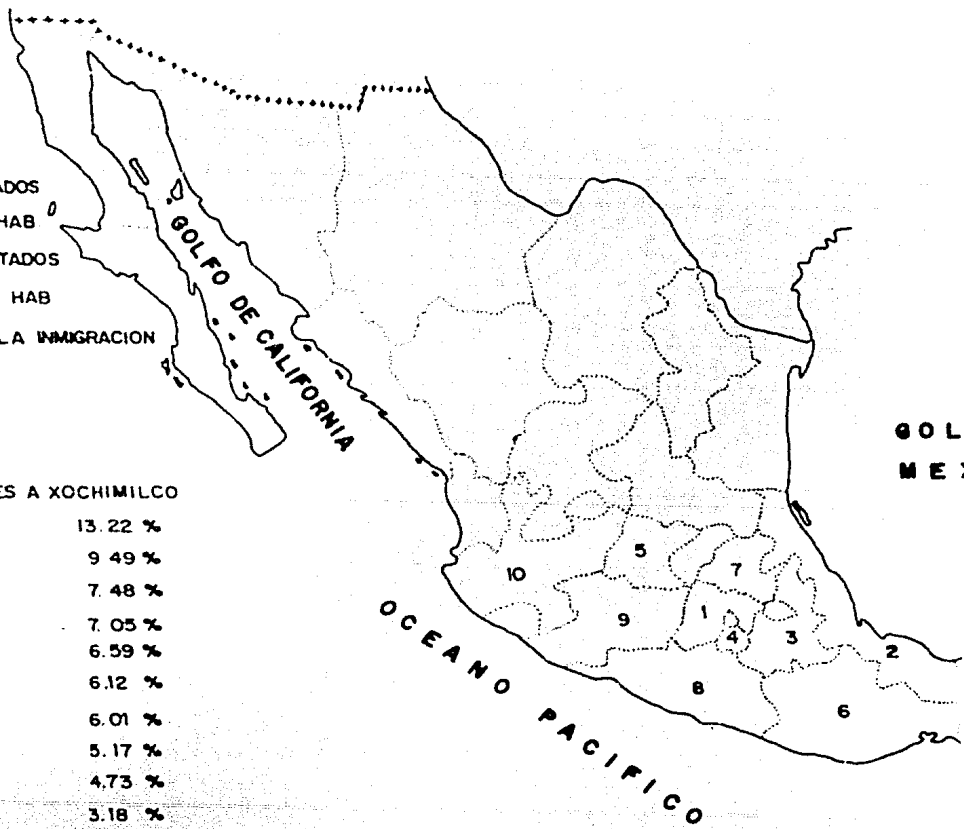 ADOS
HAB
TADOS
HAB
LA INMIGRACION
GOLFO DE CALIFORNIA
GOL
MEX
ES A XOCHIMILCO
13.22 %
9 49 %
7. 48 %
7. 05 %
6.59 %
6.12 %
6.01 %
5.17 %
4.73 %
3.18 %
5
10
7
9
1
4
3
2
8
6
OCEANO PACIFICO